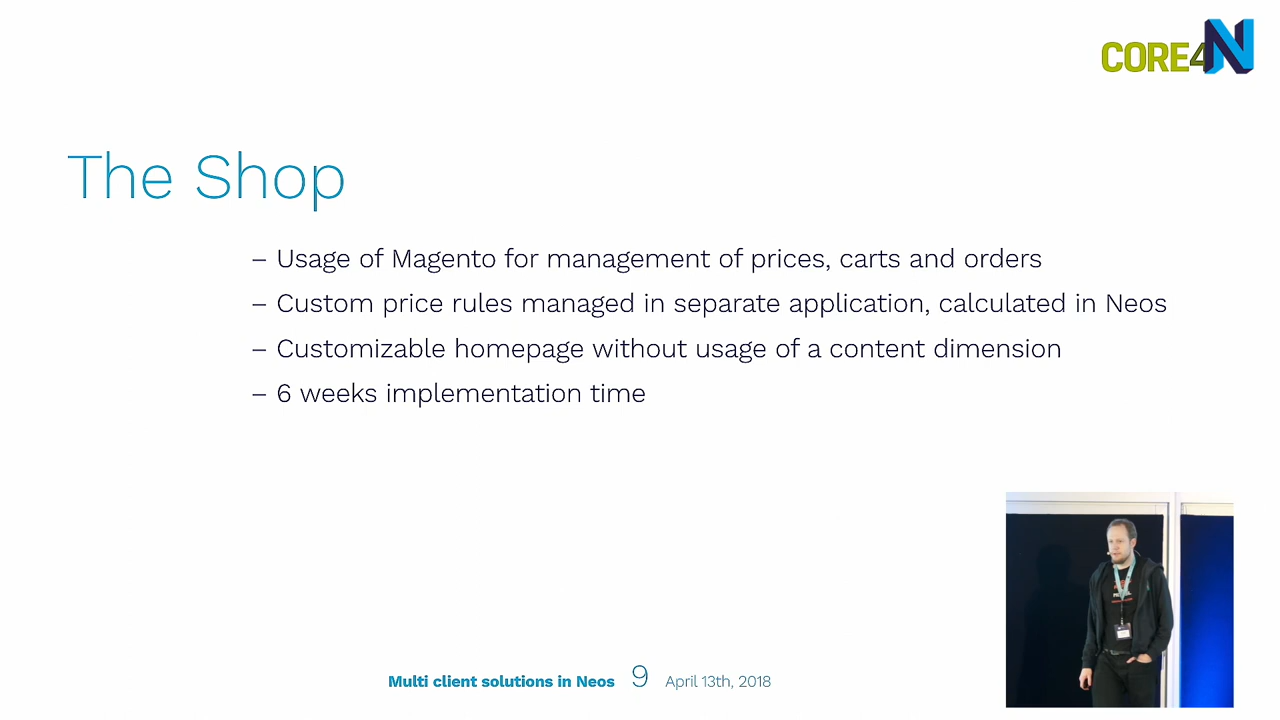 CORE4N
The Shop
– Usage of Magento for management of prices, carts and orders
– Custom price rules managed in separate application, calculated in Neos
– Customizable homepage without usage of a content dimension
– 6 weeks implementation time
Multi client solutions in Neos 9 April 13th, 2018